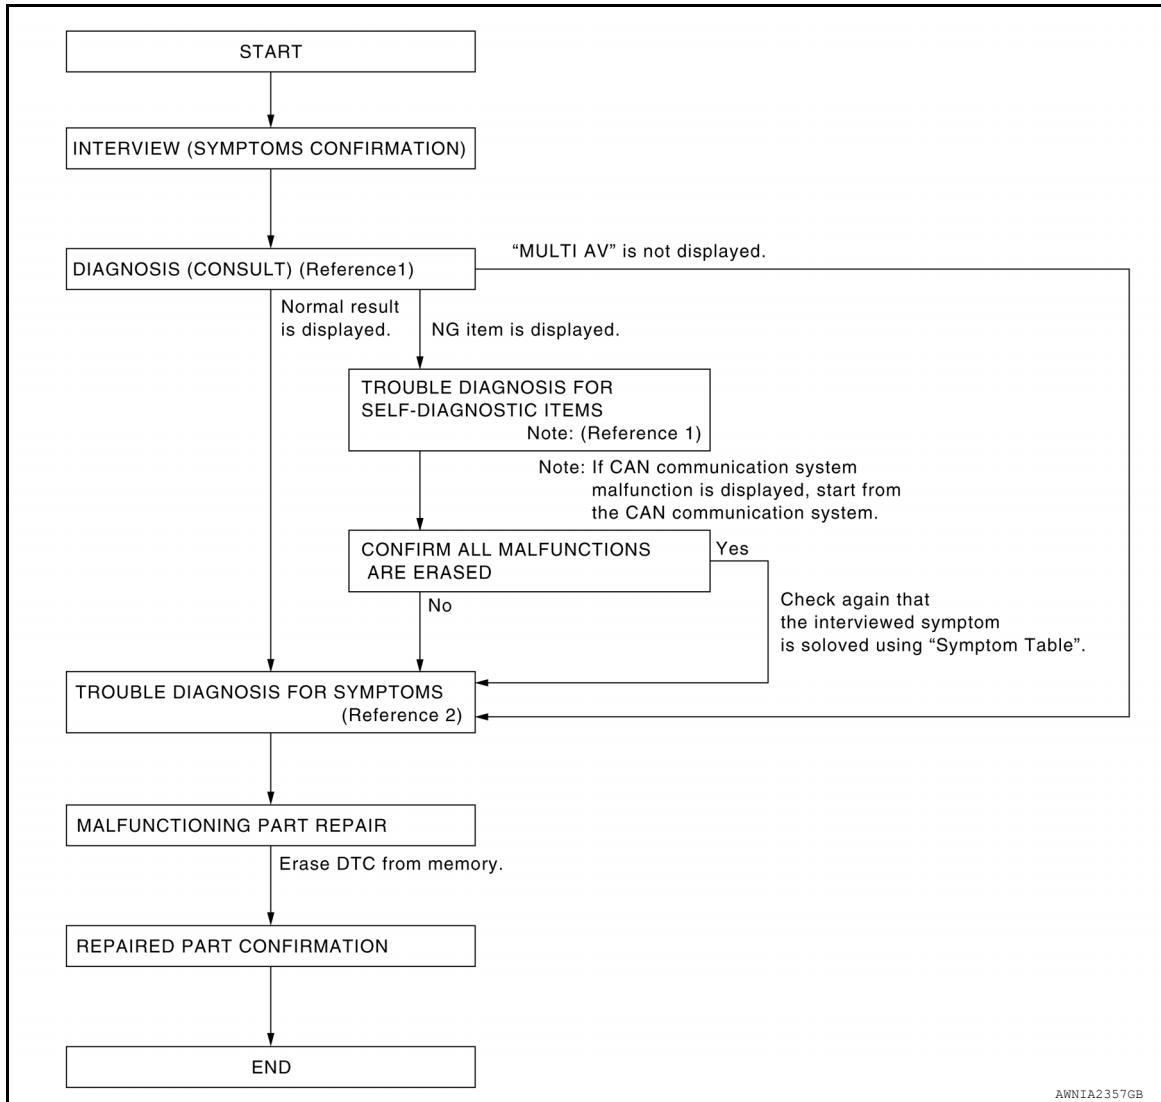 START
INTERVIEW (SYMPTOMS CONFIRMATION)
“MULTI AV” is not displayed.
DIAGNOSIS (CONSULT) (Reference1)
Normal result
is displayed.
NG item is displayed.
TROUBLE DIAGNOSIS FOR
SELF-DIAGNOSTIC ITEMS
Note: (Reference 1)
Note: If CAN communication system
malfunction is displayed, start from
the CAN communication system.
CONFIRM ALL MALFUNCTIONS
ARE ERASED
Yes
No
Check again that
the interviewed symptom
is soloved using “Symptom Table”.
TROUBLE DIAGNOSIS FOR SYMPTOMS
(Reference 2)
MALFUNCTIONING PART REPAIR
Erase DTC from memory.
REPAIRED PART CONFIRMATION
END
AWNIA2357GB